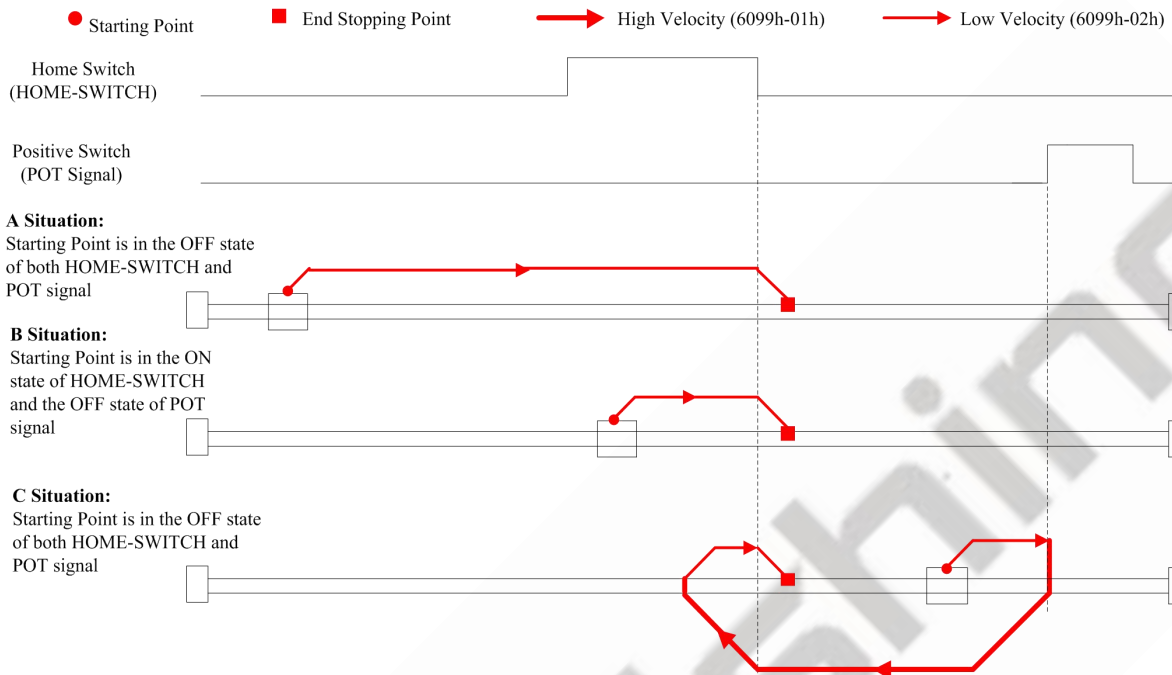 Starting Point
End Stopping Point
High Velocity (6099h-01h)
Low Velocity (6099h-02h)
Home Switch
(HOME-SWITCH)
Positive Switch
(POT Signal)
A Situation:
Starting Point is in the OFF state
of both HOME-SWITCH and
POT signal
B Situation:
Starting Point is in the ON
state of HOME-SWITCH
and the OFF state of POT
signal
C Situation:
Starting Point is in the OFF state
of both HOME-SWITCH and
POT signal